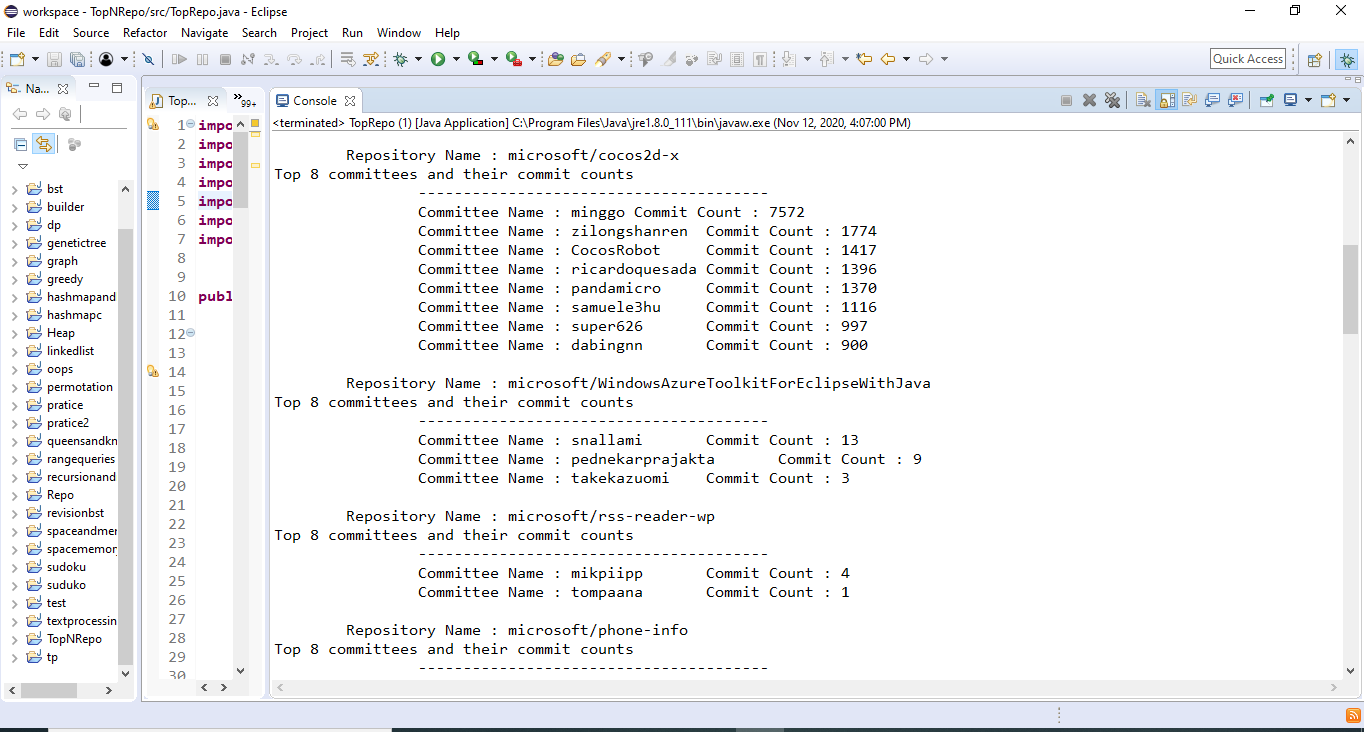 workspace - TopNRepo/src/TopRepo.java - Eclipse
File Edit Source Refactor Navigate Search Project Run Window Help
Quick Access
Na...
bst
builder
dp
genetictree
graph
greedy
hashmapand
hashmapc
Heap
linkedlist
oops
permotation
pratice
pratice2
queensandkn
rangequeries
recursionand
Repo
revisionbst
spaceandmer
spacememor
sudoku
suduko
test
textprocessin
TopNRepo
tp
Top... 99+
1 impo
2 impo
3 impo
4 impo
5 impo
6 impo
7 impo
8
9
10 publ
11
12
13
14
15
16
17
18
19
20
21
22
23
24
25
26
27
28
29
30
Console
<terminated> TopRepo (1) [Java Application] C:\Program Files\Java\jre1.8.0_111\bin\javaw.exe (Nov 12, 2020, 4:07:00 PM)
Repository Name : microsoft/cocos2d-x
Top 8 committees and their commit counts
---------------------------------------
Committee Name : minggo Commit Count : 7572
Committee Name : zilongshanren Commit Count : 1774
Committee Name : CocosRobot Commit Count : 1417
Committee Name : ricardoquesada Commit Count : 1396
Committee Name : pandamicro Commit Count : 1370
Committee Name : samuele3hu Commit Count : 1116
Committee Name : super626 Commit Count : 997
Committee Name : dabingnn Commit Count : 900
Repository Name : microsoft/WindowsAzureToolkitForEclipseWithJava
Top 8 committees and their commit counts
---------------------------------------
Committee Name : snallami Commit Count : 13
Committee Name : pednekarprajakta Commit Count : 9
Committee Name : takekazuomi Commit Count : 3
Repository Name : microsoft/rss-reader-wp
Top 8 committees and their commit counts
---------------------------------------
Committee Name : mikpiipp Commit Count : 4
Committee Name : tompaana Commit Count : 1
Repository Name : microsoft/phone-info
Top 8 committees and their commit counts
---------------------------------------